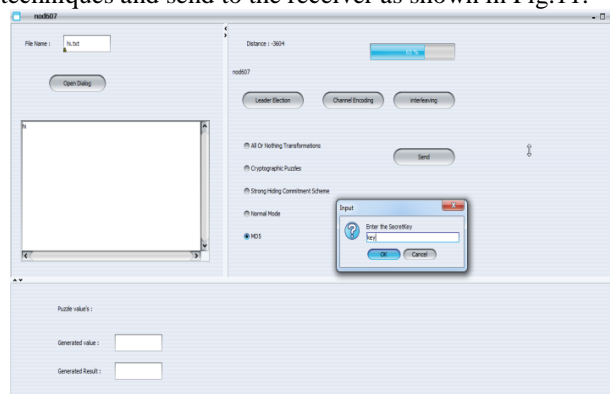 techniques and send to the receiver as shown in Fig.11.
nod607
File Name :
hi.txt
Open Dialog
hi
Distance : -3604
nod607
Leader Election
Channel Encoding
interleaving
All Or Nothing Transformations
Cryptographic Puzzles
Strong Hiding Commitment Scheme
Normal Mode
MD5
Send
Input
Enter the SecretKey
key
OK
Cancel
Puzzle value's :
Generated value :
Generated Result :